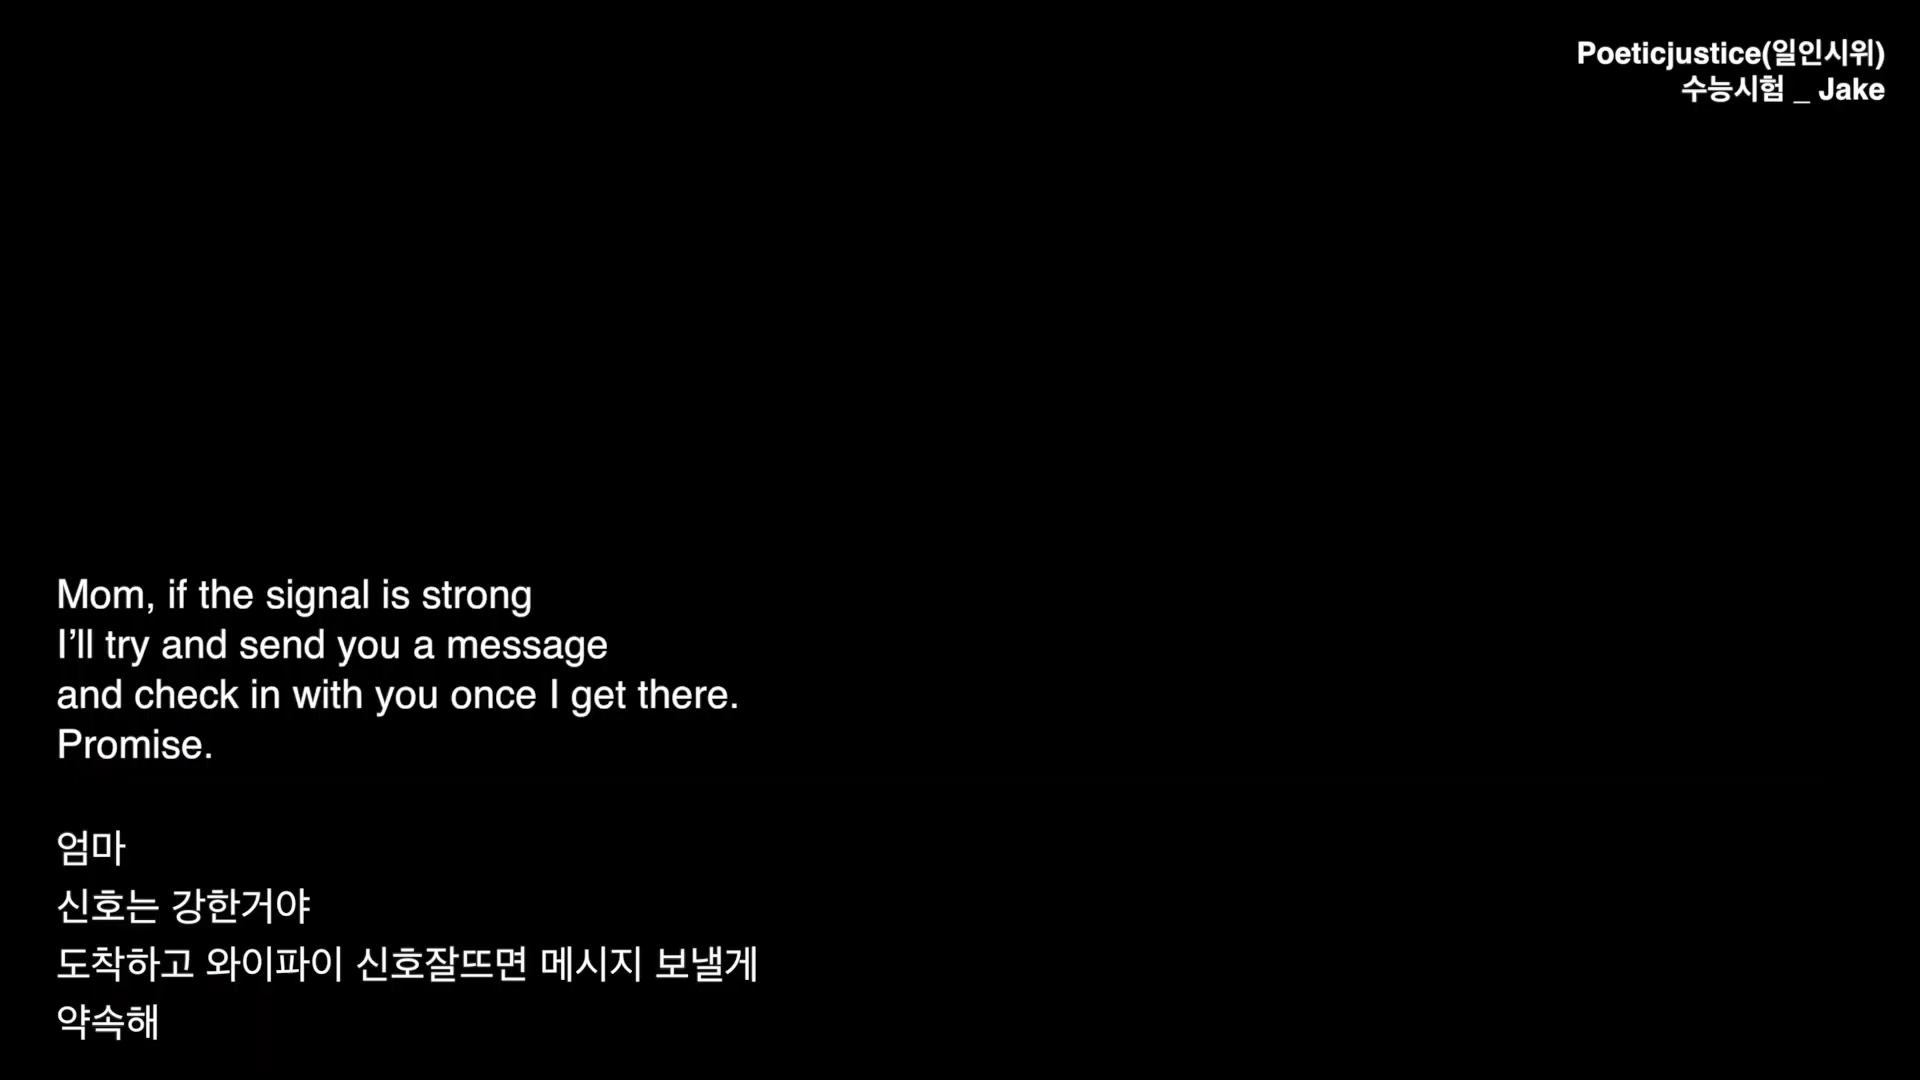 Poeticjustice(일인시위)
수능시험 _ Jake
Mom, if the signal is strong
I’ll try and send you a message
and check in with you once I get there.
Promise.
엄마
신호는 강한거야
도착하고 와이파이 신호잘뜨면 메시지 보낼게
약속해